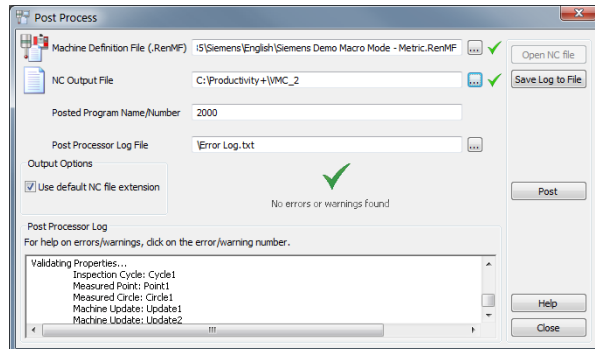 Post Process
Machine Definition File (.RenMF)
i5\Siemens\English\Siemens Demo Macro Mode - Metric.RenMF
...
Open NC file
NC Output File
C:\Productivity+\VMC_2
...
Save Log to File
Posted Program Name/Number
2000
Post Processor Log File
\Error Log.txt
...
Output Options
Use default NC file extension
No errors or warnings found
Post
Post Processor Log
For help on errors/warnings, click on the error/warning number.
Validating Properties...
Inspection Cycle: Cycle1
Measured Point: Point1
Measured Circle: Circle1
Machine Update: Update1
Machine Update: Update2
Help
Close